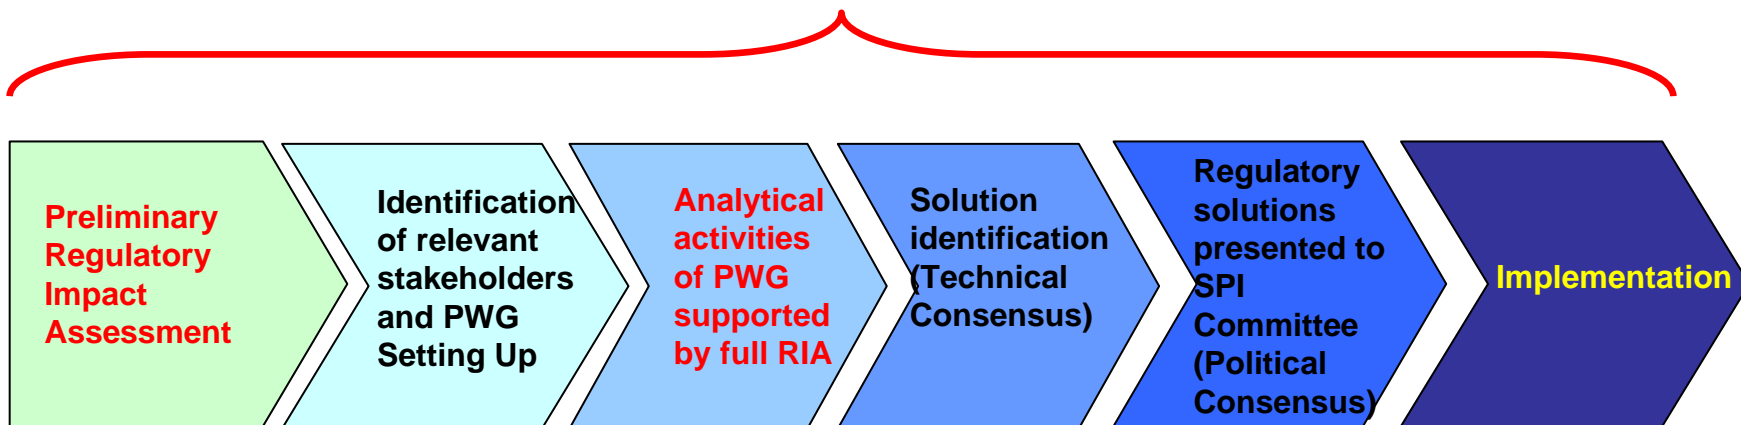 Preliminary
Regulatory
Impact
Assessment
Identification
of relevant
stakeholders
and PWG
Setting Up
Analytical
activities
of PWG
supported
by full RIA
Solution
identification
(Technical
Consensus)
Regulatory
solutions
presented to
SPI
Committee
(Political
Consensus)
Implementation